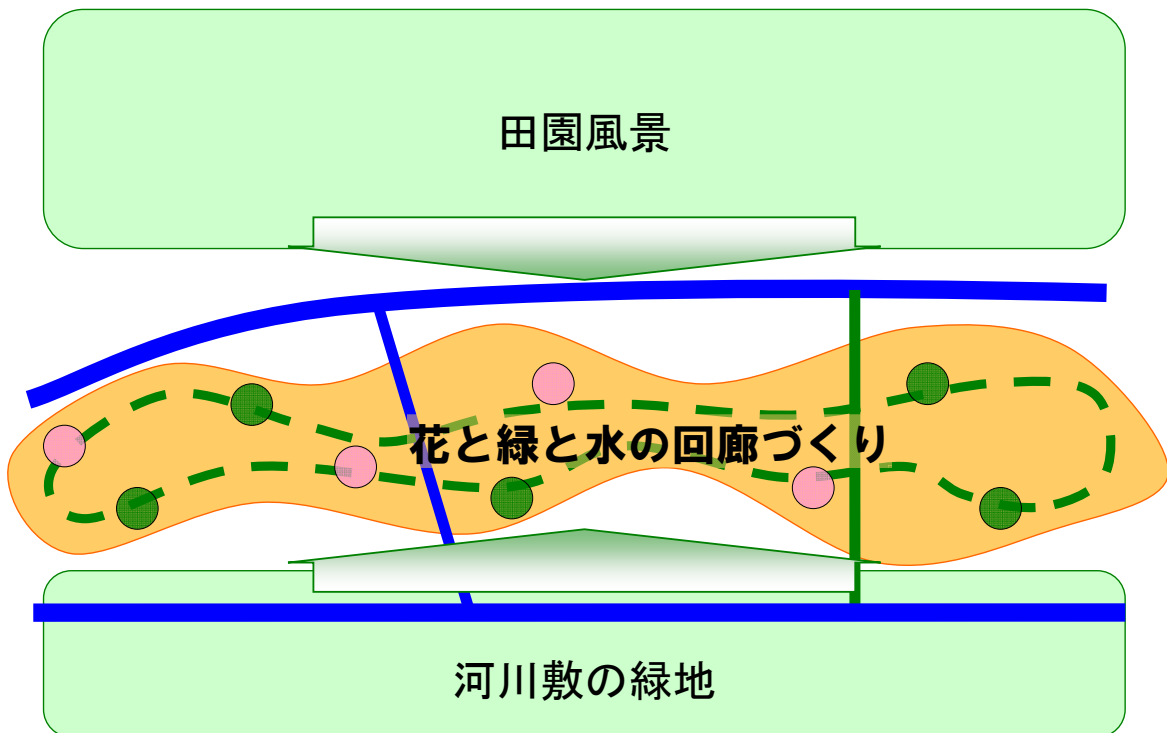 田園風景
花と緑と水の回廊づくり
河川敷の緑地